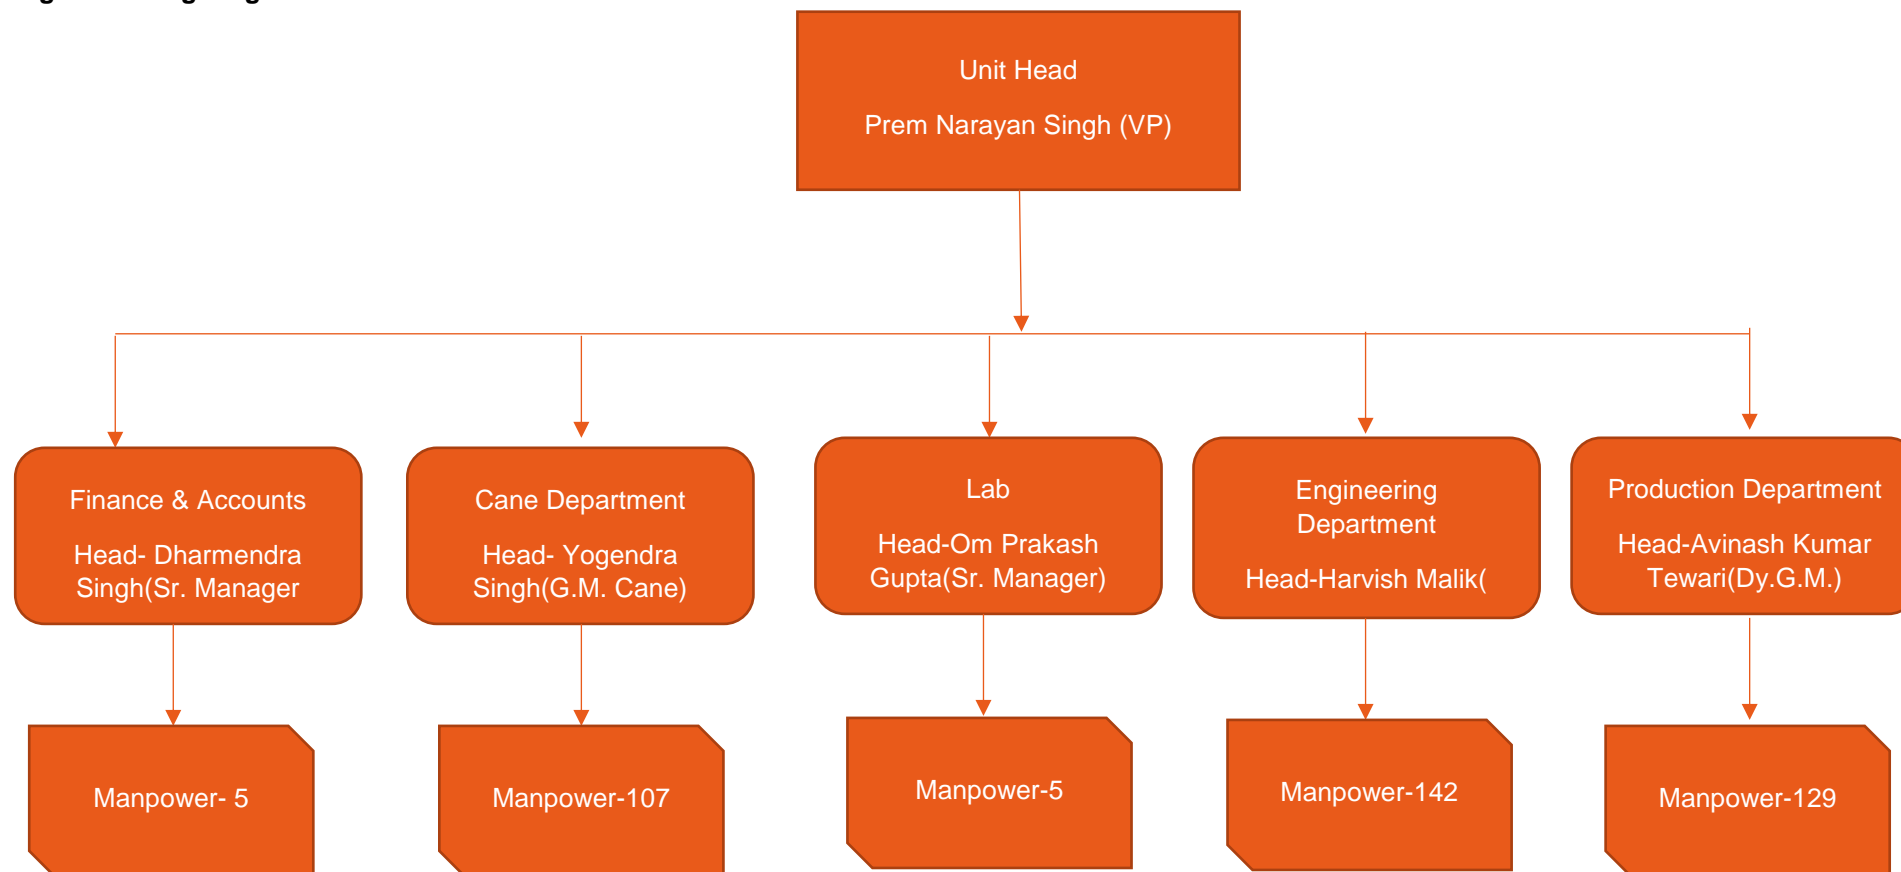 Unit Head
Prem Narayan Singh (VP)
Finance & Accounts
Head- Dharmendra
Singh(Sr. Manager
Cane Department
Head- Yogendra
Singh(G.M. Cane)
Lab
Head-Om Prakash
Gupta(Sr. Manager)
Engineering
Department
Head-Harvish Malik(
Production Department
Head-Avinash Kumar
Tewari(Dy.G.M.)
Manpower- 5
Manpower-107
Manpower-5
Manpower-142
Manpower-129